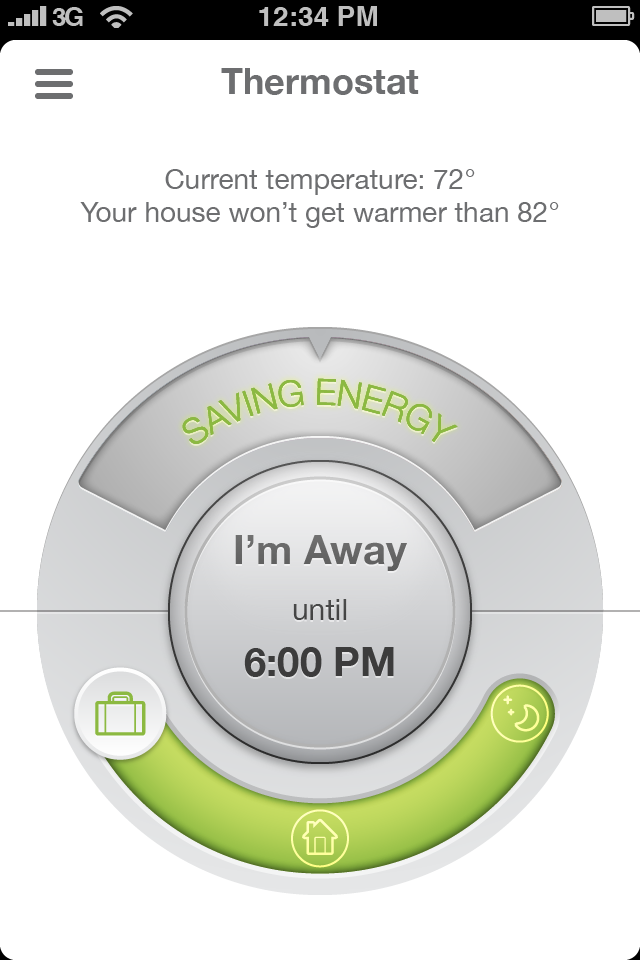 3G 12:34 PM
Thermostat
Current temperature: 72°
Your house won’t get warmer than 82°
SAVING ENERGY
I’m Away
until
6:00 PM